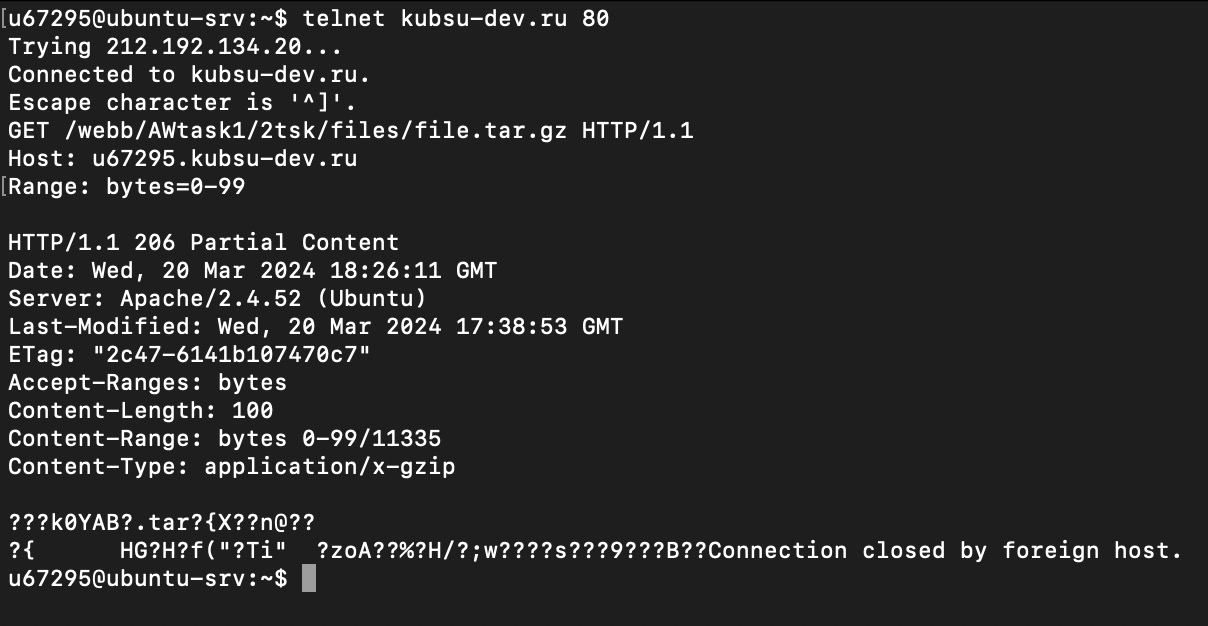 [u67295@ubuntu-srv:~$ telnet kubsu-dev.ru 80
Trying 212.192.134.20...
Connected to kubsu-dev.ru.
Escape character is '^]'.
GET /webb/AWtask1/2tsk/files/file.tar.gz HTTP/1.1
Host: u67295.kubsu-dev.ru
[Range: bytes=0-99

HTTP/1.1 206 Partial Content
Date: Wed, 20 Mar 2024 18:26:11 GMT
Server: Apache/2.4.52 (Ubuntu)
Last-Modified: Wed, 20 Mar 2024 17:38:53 GMT
ETag: "2c47-6141b107470c7"
Accept-Ranges: bytes
Content-Length: 100
Content-Range: bytes 0-99/11335
Content-Type: application/x-gzip

???k0YAB?.tar?{X??n@??
?{      HG?H?f("?Ti"  ?zoA??%?H/?;w????s???9???B??Connection closed by foreign host.
u67295@ubuntu-srv:~$